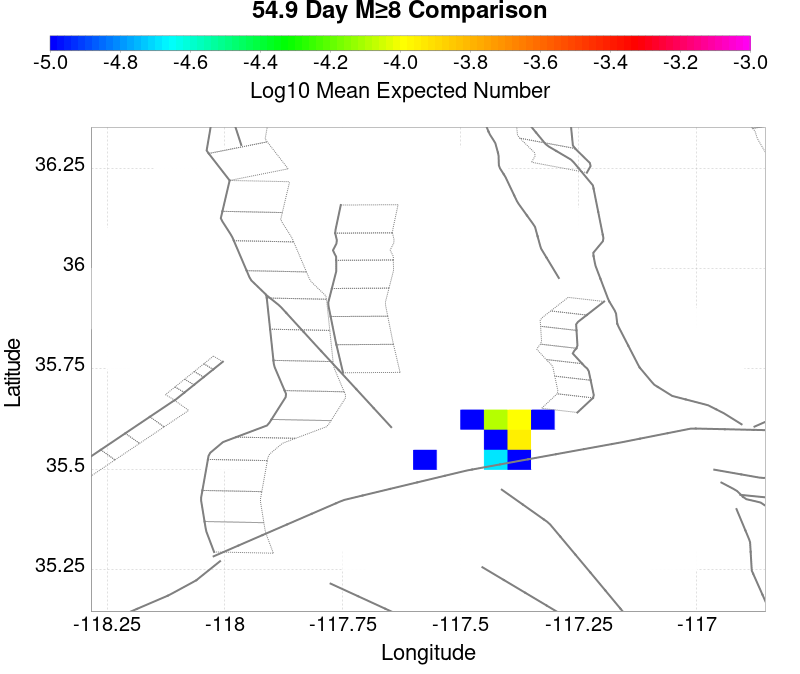 54.9 Day M≥8 Comparison
-5.0 -4.8 -4.6 -4.4 -4.2 -4.0 -3.8 -3.6 -3.4 -3.2 -3.0
Log10 Mean Expected Number
36.25
36
35.75
35.5
35.25
Latitude
-118.25 -118 -117.75 -117.5 -117.25 -117
Longitude